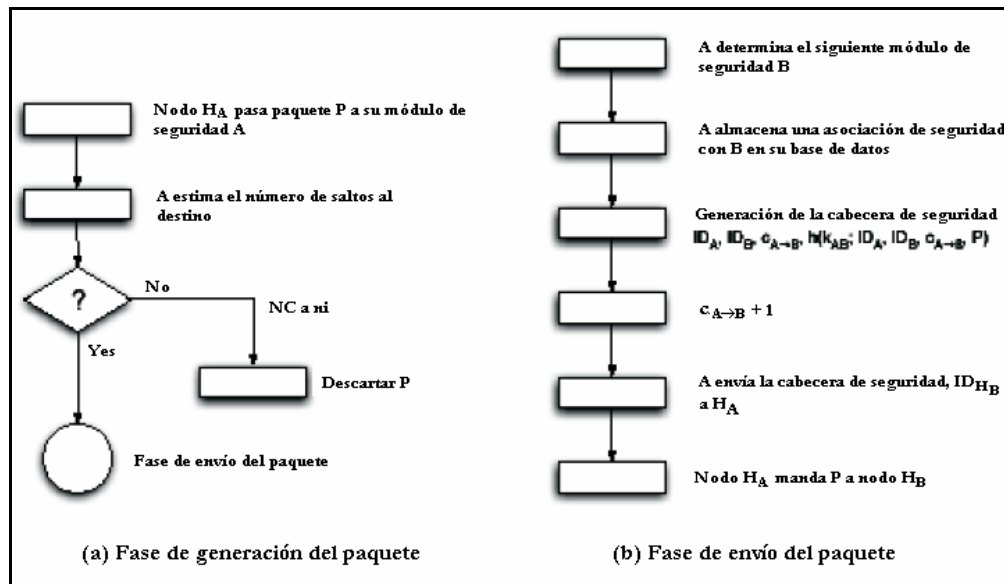 Nodo HA pasa paquete P a su módulo de
seguridad A
A estima el número de saltos al
destino
?
No
NC a ni
Yes
Descartar P
Fase de envío del paquete
(a) Fase de generación del paquete
A determina el siguiente módulo de
seguridad B
A almacena una asociación de seguridad
con B en su base de datos
Generación de la cabecera de seguridad
IDA, IDB, cA→B, h(kAB; IDA, IDB, cA→B, P)
cA→B + 1
A envía la cabecera de seguridad, IDHB
a HA
Nodo HA manda P a nodo HB
(b) Fase de envío del paquete